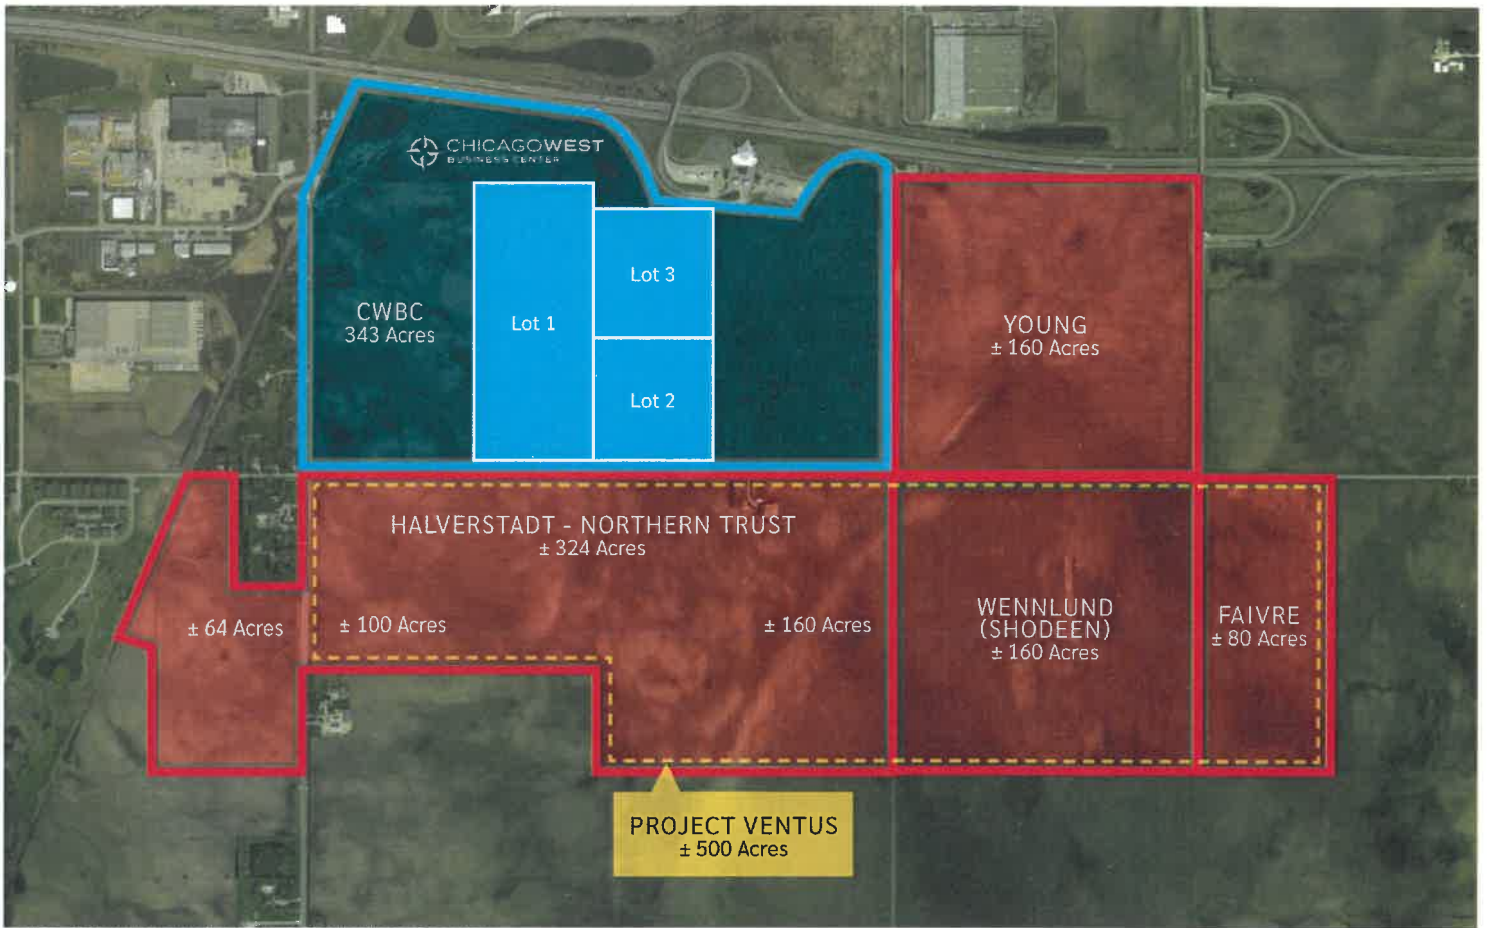 CHICAGOWEST
BUSINESS CENTER
CWBC
343 Acres
Lot 1
Lot 3
Lot 2
YOUNG
± 160 Acres
HALVERSTADT - NORTHERN TRUST
± 324 Acres
± 64 Acres
± 100 Acres
± 160 Acres
WENNLUND
(SHODEEN)
± 160 Acres
FAIVRE
± 80 Acres
PROJECT VENTUS
± 500 Acres